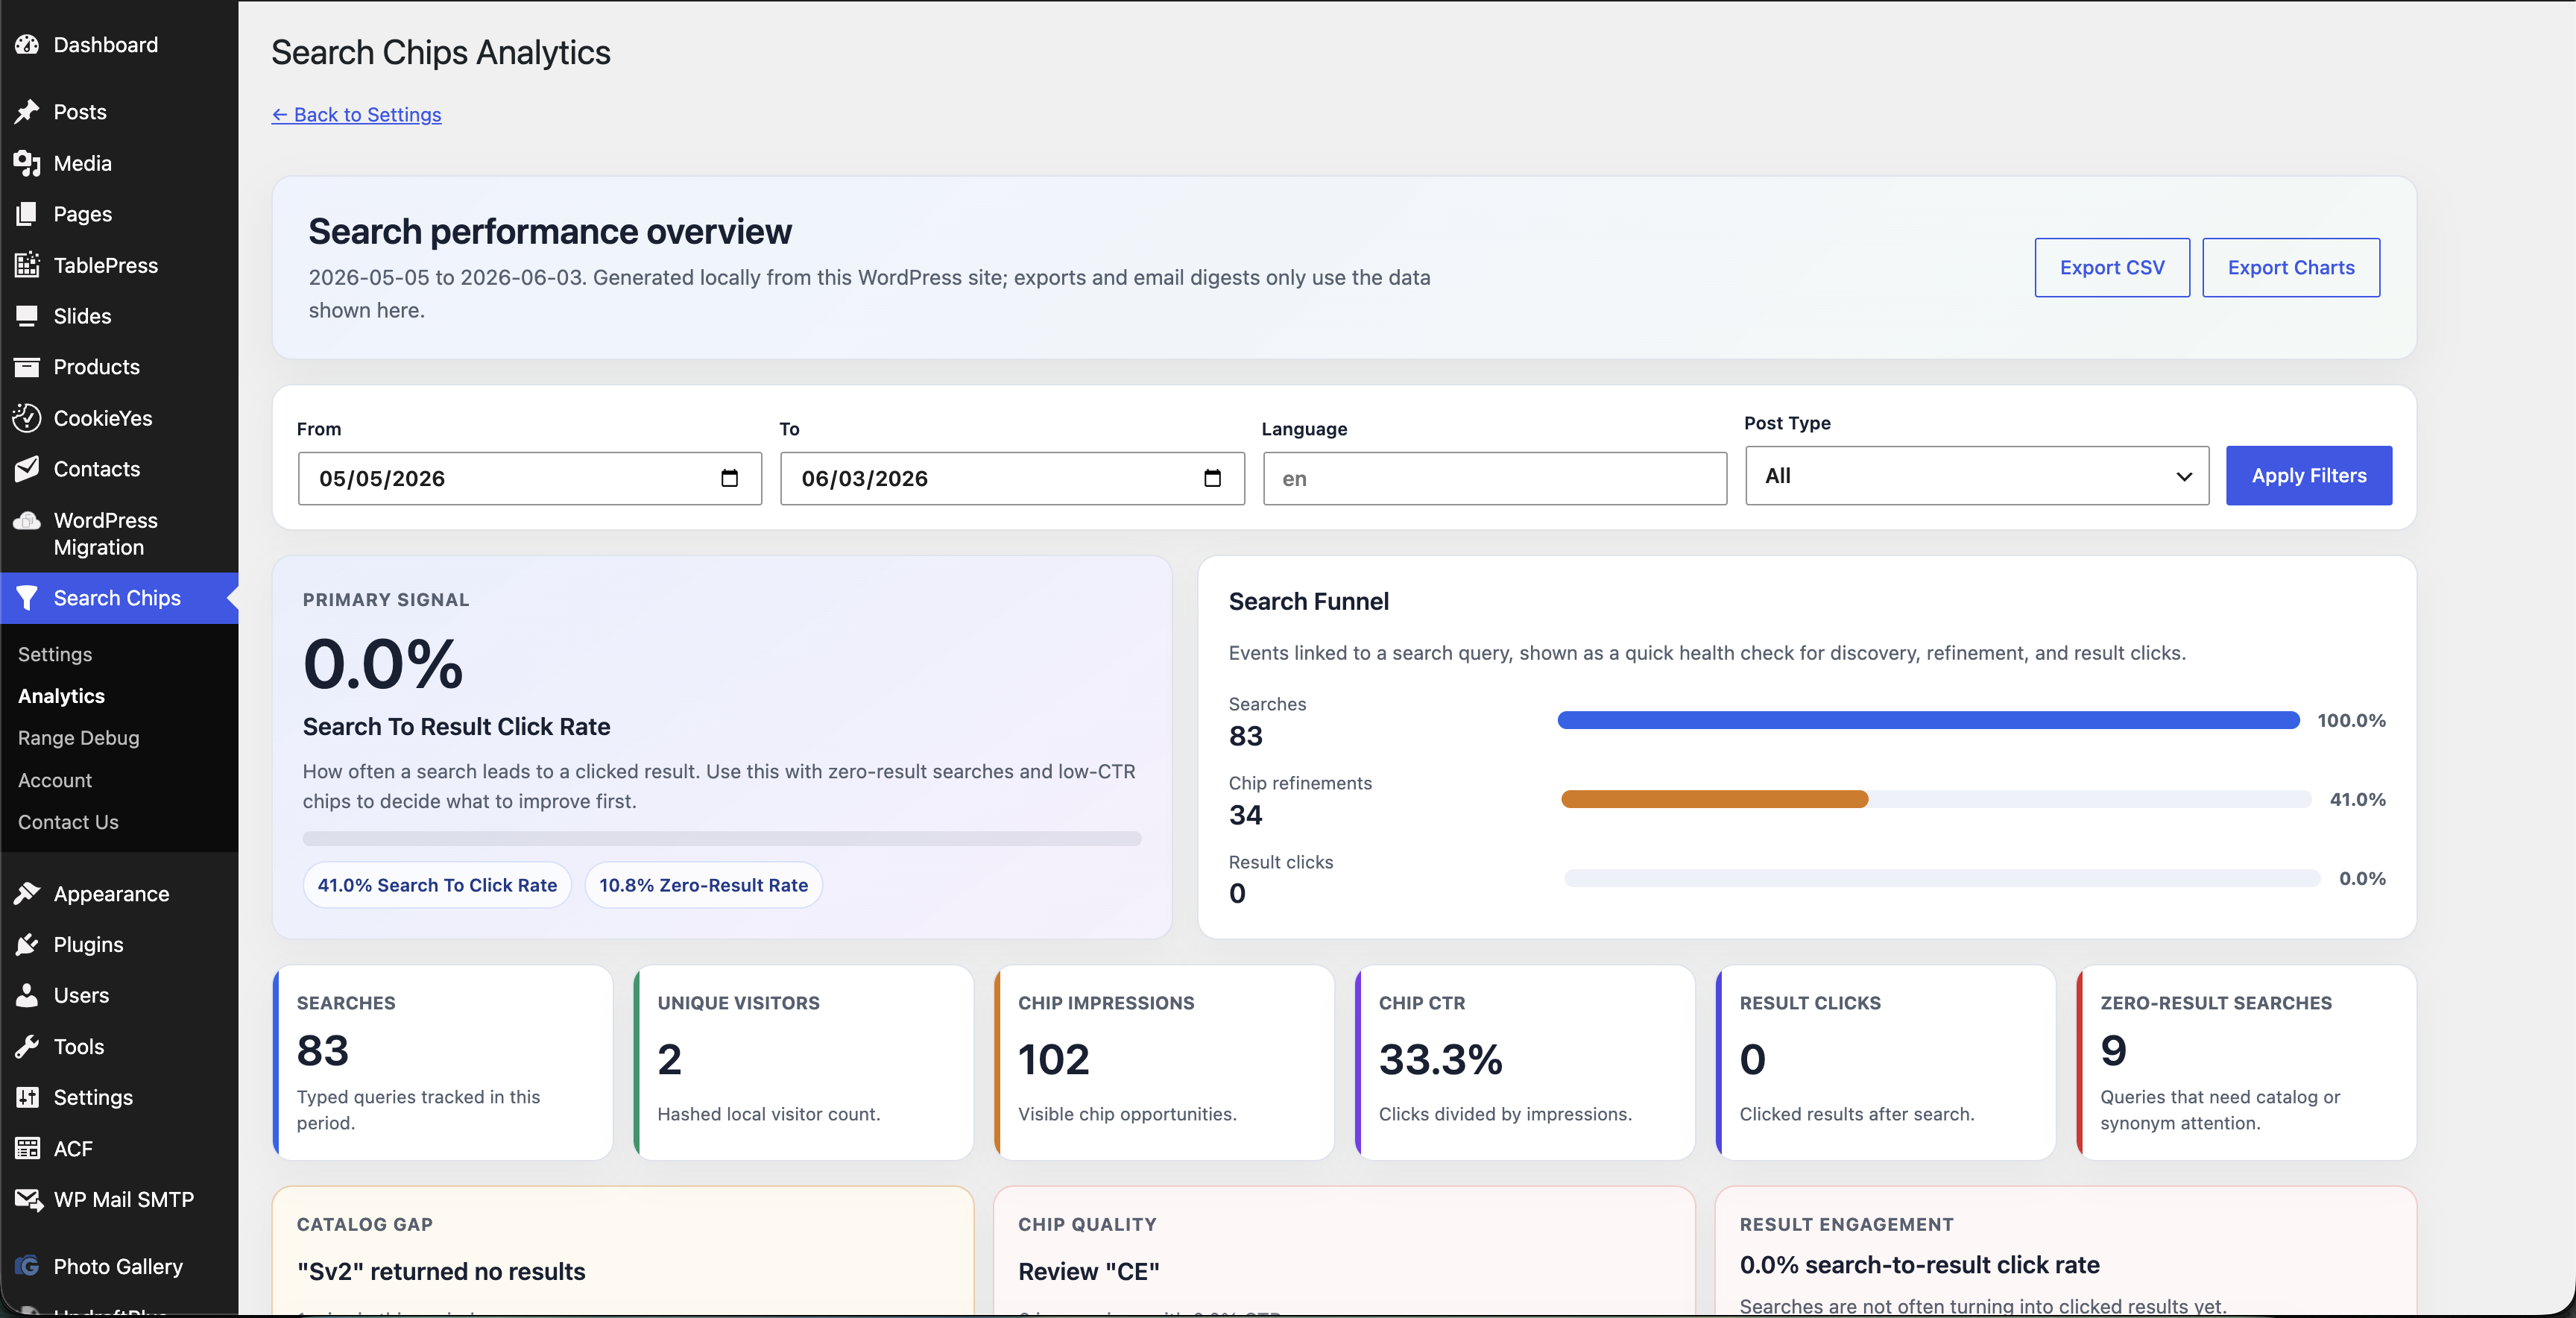 Dashboard
Posts
Media
Pages
TablePress
Slides
Products
CookieYes
Contacts
WordPress
Migration
Search Chips
Settings
Analytics
Range Debug
Account
Contact Us
Appearance
Plugins
Users
Tools
Settings
ACF
WP Mail SMTP
Photo Gallery
Search Chips Analytics
← Back to Settings
Search performance overview
2026-05-05 to 2026-06-03. Generated locally from this WordPress site; exports and email digests only use the data
shown here.
Export CSV
Export Charts
From
05/05/2026
To
06/03/2026
Language
en
Post Type
All
Apply Filters
PRIMARY SIGNAL
0.0%
Search To Result Click Rate
How often a search leads to a clicked result. Use this with zero-result searches and low-CTR
chips to decide what to improve first.
41.0% Search To Click Rate
10.8% Zero-Result Rate
Search Funnel
Events linked to a search query, shown as a quick health check for discovery, refinement, and result clicks.
Searches
83
100.0%
Chip refinements
34
41.0%
Result clicks
0
0.0%
SEARCHES
83
Typed queries tracked in this
period.
UNIQUE VISITORS
2
Hashed local visitor count.
CHIP IMPRESSIONS
102
Visible chip opportunities.
CHIP CTR
33.3%
Clicks divided by impressions.
RESULT CLICKS
0
Clicked results after search.
ZERO-RESULT SEARCHES
9
Queries that need catalog or
synonym attention.
CATALOG GAP
"Sv2" returned no results
CHIP QUALITY
Review "CE"
RESULT ENGAGEMENT
0.0% search-to-result click rate
Searches are not often turning into clicked results yet.